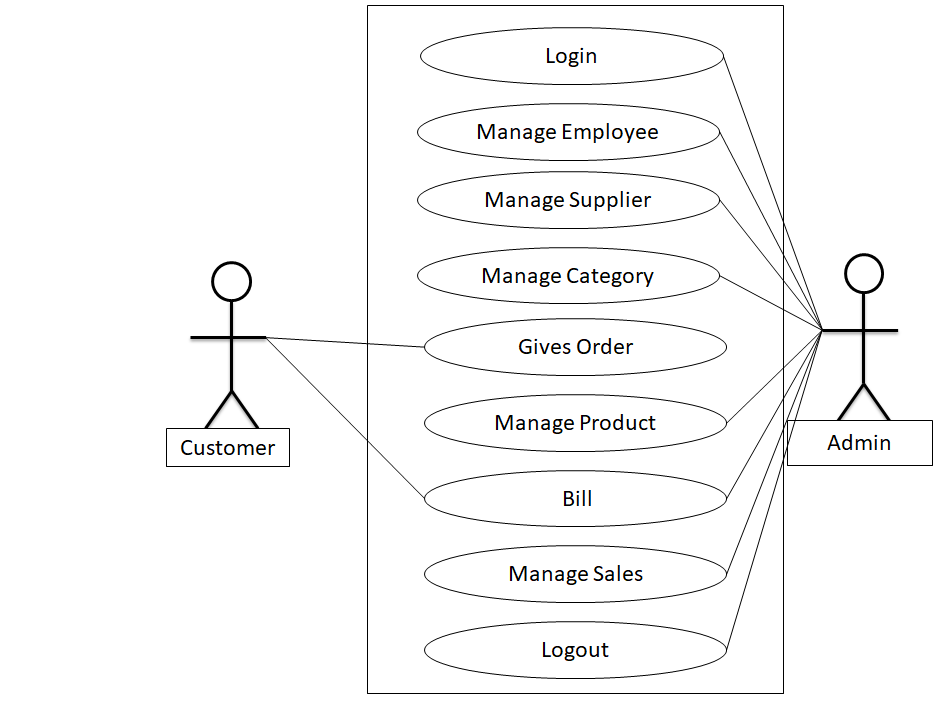 Login
Manage Employee
Manage Supplier
Manage Category
Gives Order
Manage Product
Bill
Manage Sales
Logout
Customer
Admin